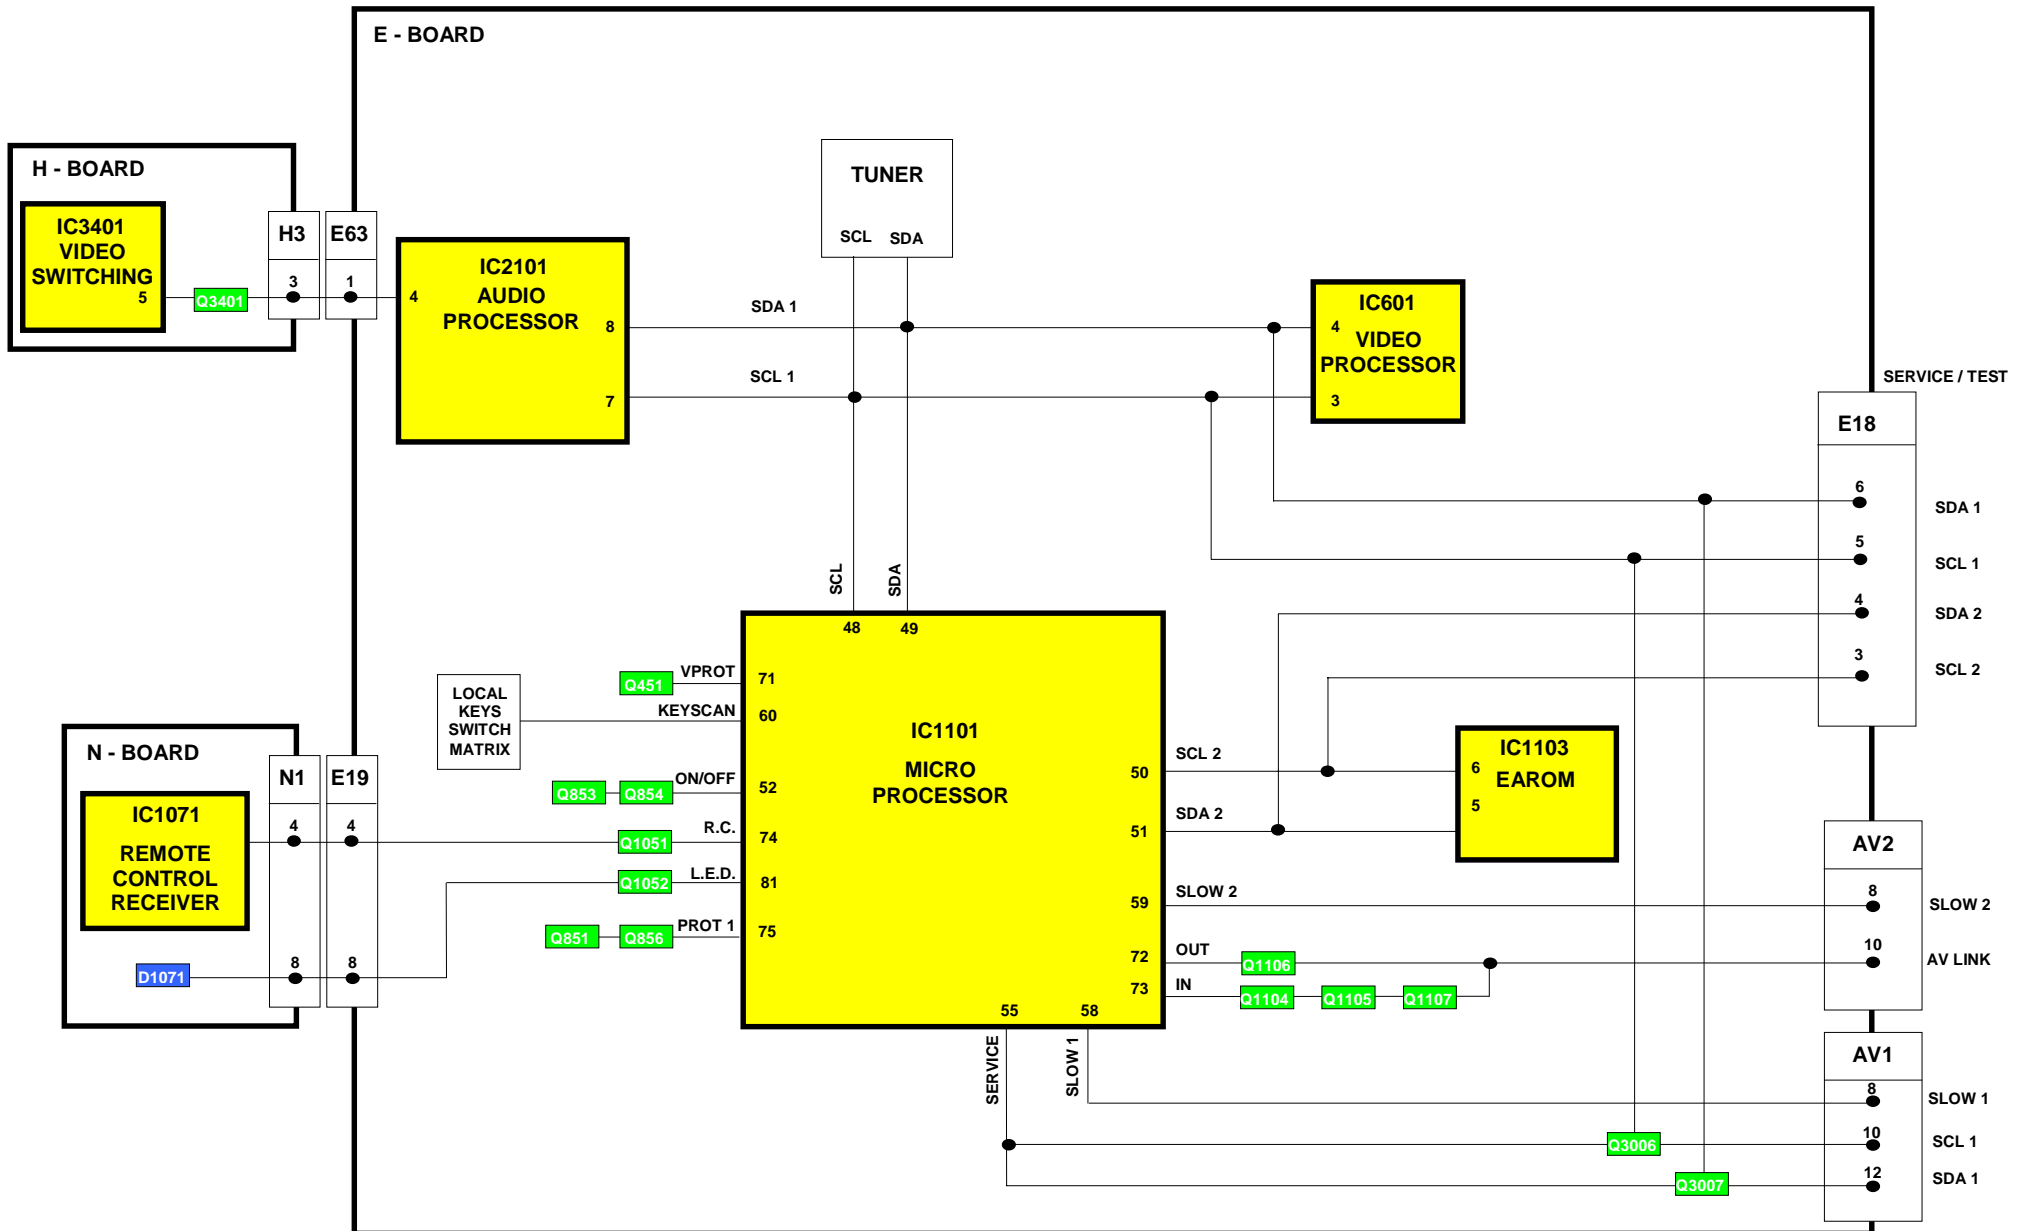 E - BOARD
H - BOARD
IC3401
VIDEO
SWITCHING
5
Q3401
H3
3
E63
1
IC2101
AUDIO
PROCESSOR
4
8
7
SDA 1
SCL 1
TUNER
SCL SDA
IC601
VIDEO
PROCESSOR
4
3
SERVICE / TEST
E18
6
SDA 1
5
SCL 1
4
SDA 2
3
SCL 2
SCL
SDA
48 49
IC1101
MICRO
PROCESSOR
Q451
VPROT
71
LOCAL
KEYS
SWITCH
MATRIX
KEYSCAN
60
Q853
Q854
ON/OFF
52
Q1051
R.C.
74
Q1052
L.E.D.
81
Q851
Q856
PROT 1
75
N - BOARD
IC1071
REMOTE
CONTROL
RECEIVER
D1071
N1
4
8
E19
4
8
50
SCL 2
51
SDA 2
IC1103
EAROM
6
5
59
SLOW 2
72
OUT
Q1106
73
IN
Q1104
Q1105
Q1107
55 58
SERVICE
SLOW 1
AV2
8
SLOW 2
10
AV LINK
AV1
8
SLOW 1
10
SCL 1
12
SDA 1
Q3006
Q3007